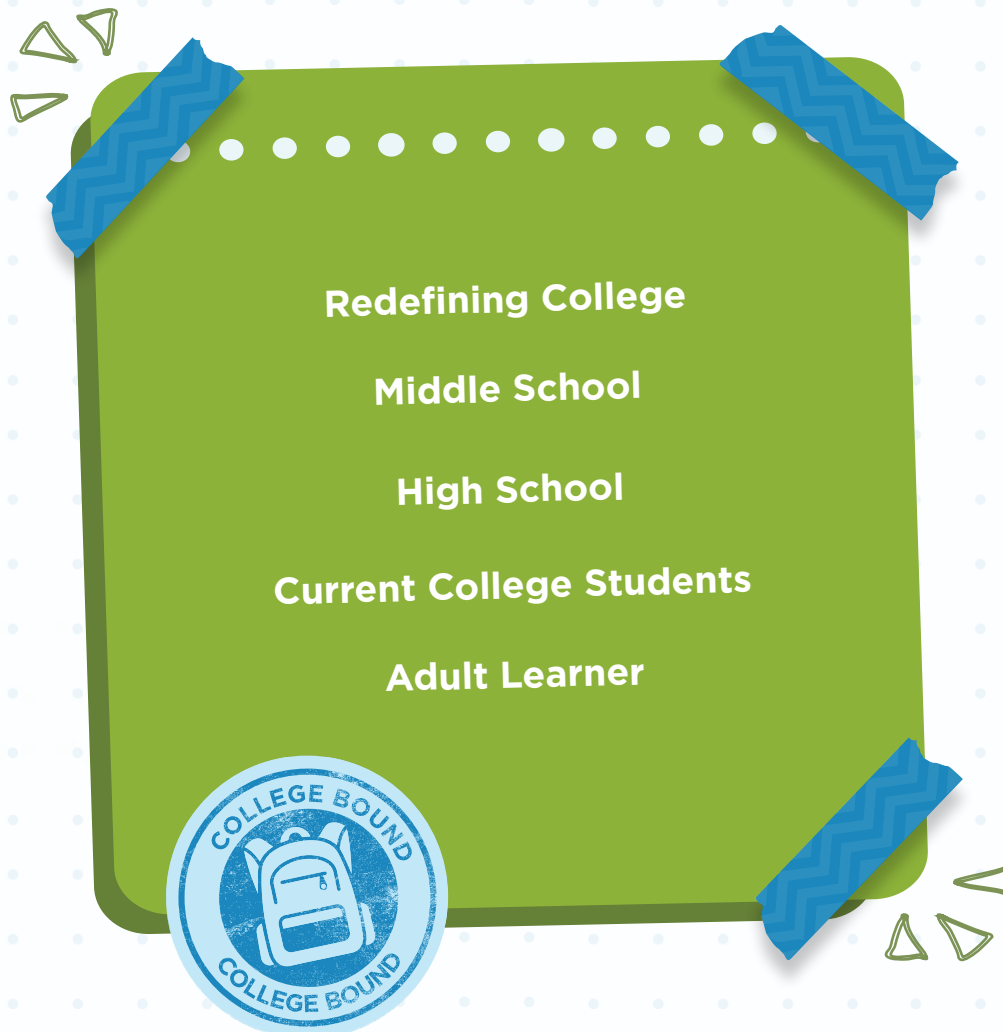 Redefining College
Middle School
High School
Current College Students
Adult Learner
COLLEGE BOUND
COLLEGE BOUND